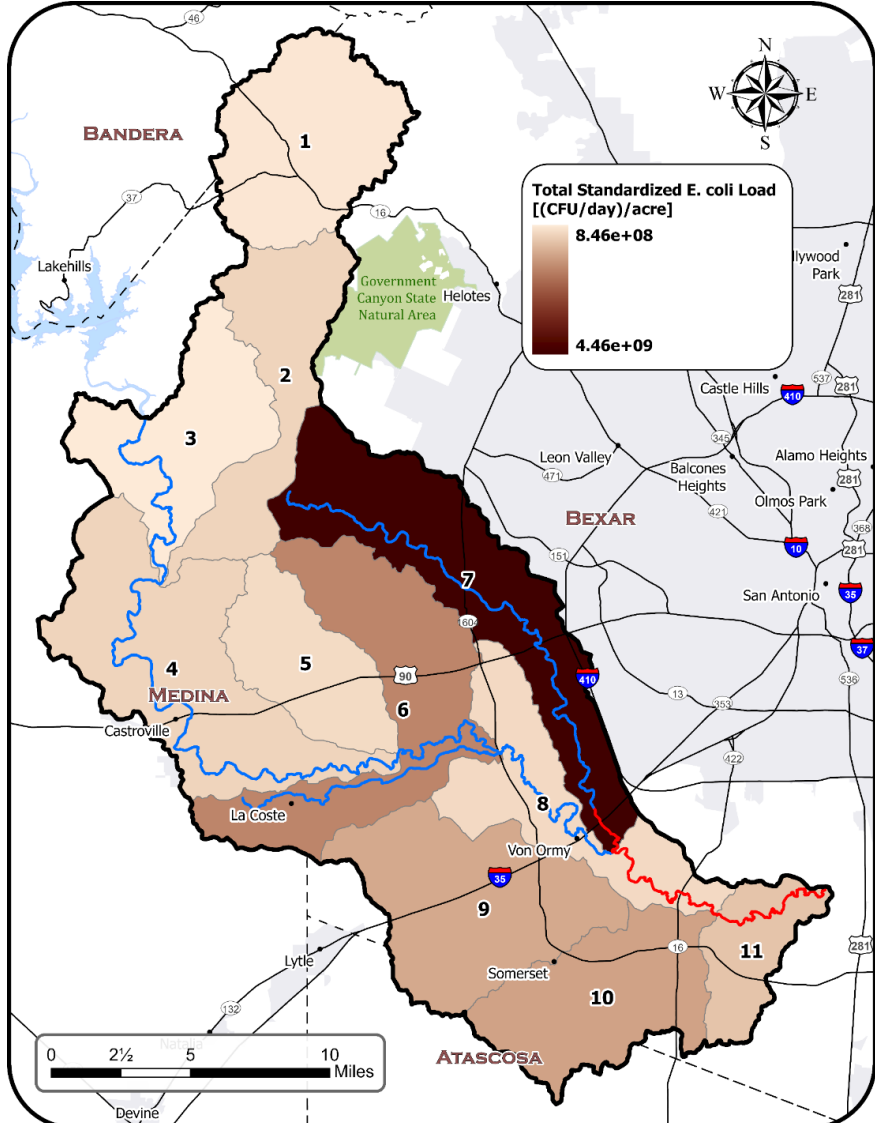 46
N
W
E
S
1
BANDERA
37
16
Total Standardized E. coli Load
[(CFU/day)/acre]
8.46e+08
4.46e+09
llywood
Park
281
Lakehills
Government
Canyon State
Natural Area
Helotes
2
Castle Hills
537
281
410
3
345
Leon Valley
Alamo Heights
471
Balcones
Heights
281
Olmos Park
421
BEXAR
368
10
281
151
7
San Antonio
35
1604
37
5
4
90
410
536
MEDINA
13
353
6
Castroville
422
La Coste
8
Von Ormy
35
9
16
281
11
Lytle
Somerset
10
132
Natalia
ATASCOSA
0
2½
5
10
Miles
Devine